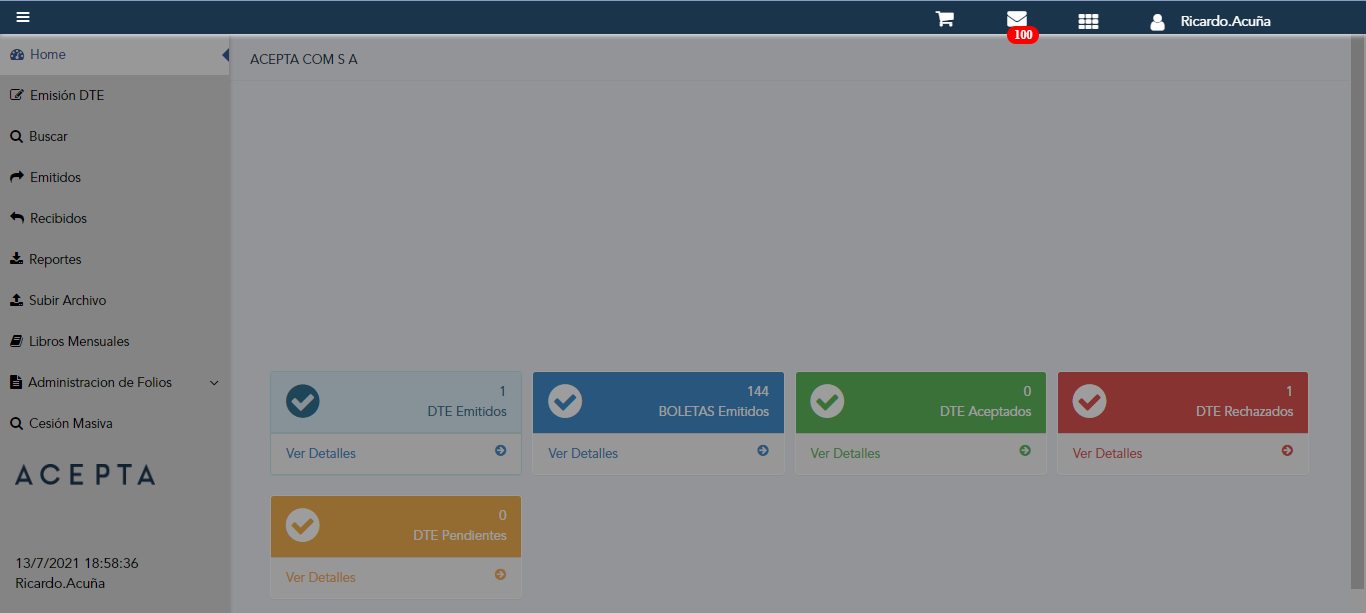 Ricardo.Acuña
100
Home
Emisión DTE
Buscar
Emitidos
Recibidos
Reportes
Subir Archivo
Libros Mensuales
Administracion de Folios
Cesión Masiva
ACEPTA
13/7/2021 18:58:36
Ricardo.Acuña
ACEPTA COM S A
1
DTE Emitidos
Ver Detalles
144
BOLETAS Emitidos
Ver Detalles
0
DTE Aceptados
Ver Detalles
1
DTE Rechazados
Ver Detalles
0
DTE Pendientes
Ver Detalles